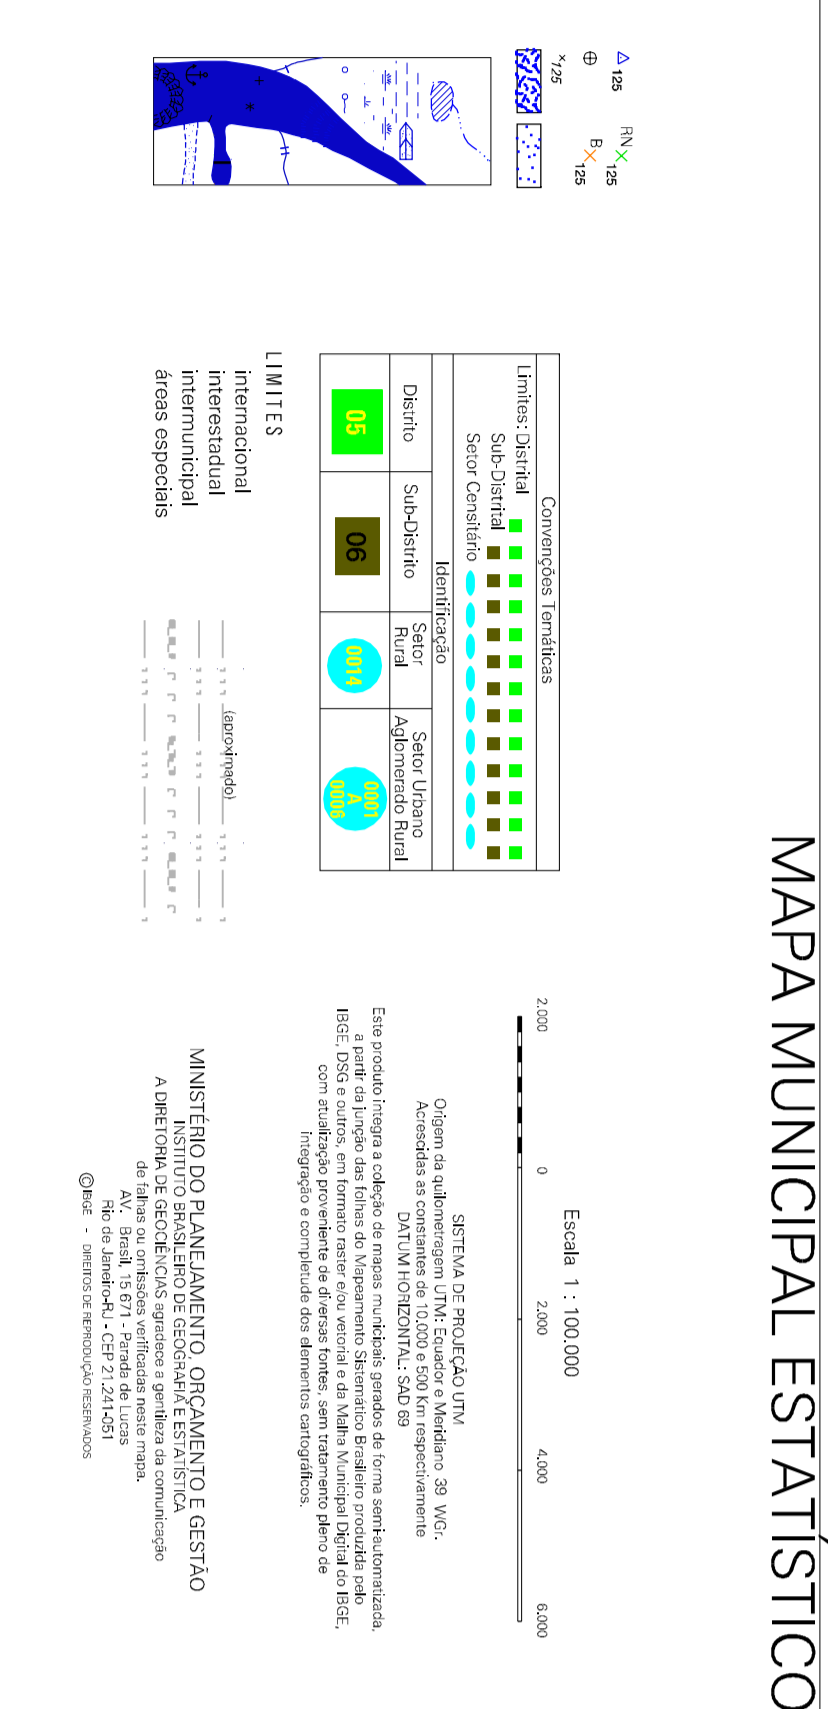 MAPA MUNICIPAL ESTATÍSTICO
125
RN
125
B
125
×125
Convenções Temáticas
Limites: Distrital
Sub-Distrital
Setor Censitário
Identificação
Distrito
Sub-Distrito
Setor Rural
Setor Urbano
Aglomerado Rural
05
06
0014
0001
A
0006
LIMITES
internacional
(aproximado)
interestadual
intermunicipal
áreas especiais
Escala 1 : 100.000
2.000 0 2.000 4.000 6.000
SISTEMA DE PROJEÇÃO UTM
Origem da quilometragem UTM: Equador e Meridiano 39 WGr.
Acrescidas as constantes de 10.000 e 500 Km respectivamente
DATUM HORIZONTAL: SAD 69
Este produto integra a coleção de mapas municipais gerados de forma semi-automatizada,
a partir da junção das folhas do Mapeamento Sistemático Brasileiro produzida pelo
IBGE, DSG e outros, em formato raster e/ou vetorial e da Malha Municipal Digital do IBGE,
com atualização proveniente de diversas fontes, sem tratamento pleno de
integração e completude dos elementos cartográficos.
MINISTÉRIO DO PLANEJAMENTO, ORÇAMENTO E GESTÃO
INSTITUTO BRASILEIRO DE GEOGRAFIA E ESTATÍSTICA
A DIRETORIA DE GEOCIÊNCIAS agradece a gentileza da comunicação
de falhas ou omissões verificadas neste mapa.
AV. Brasil, 15 671 - Parada de Lucas
Rio de Janeiro-RJ - CEP 21.241-051
©IBGE - DIREITOS DE REPRODUÇÃO RESERVADOS